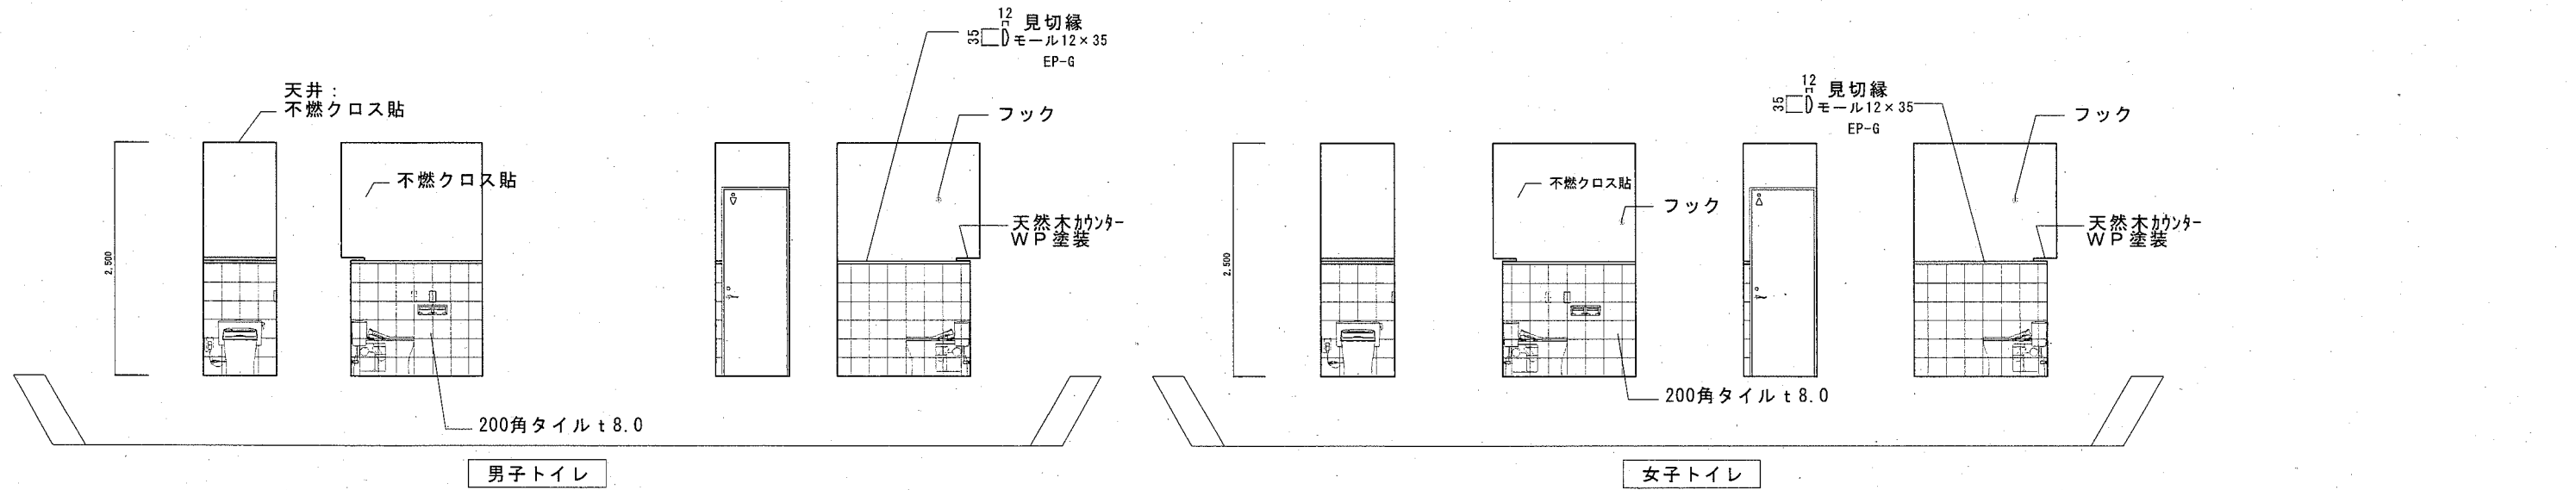 12
35
見切縁
モール12×35
EP-G
天井：
不燃クロス貼
フック
不燃クロス貼
天然木ｶｳﾝﾀｰ
ＷＰ塗装
2,500
200角タイルｔ8.0
男子トイレ
12
35
見切縁
モール12×35
EP-G
フック
不燃クロス貼
フック
天然木ｶｳﾝﾀｰ
ＷＰ塗装
2,500
200角タイルｔ8.0
女子トイレ